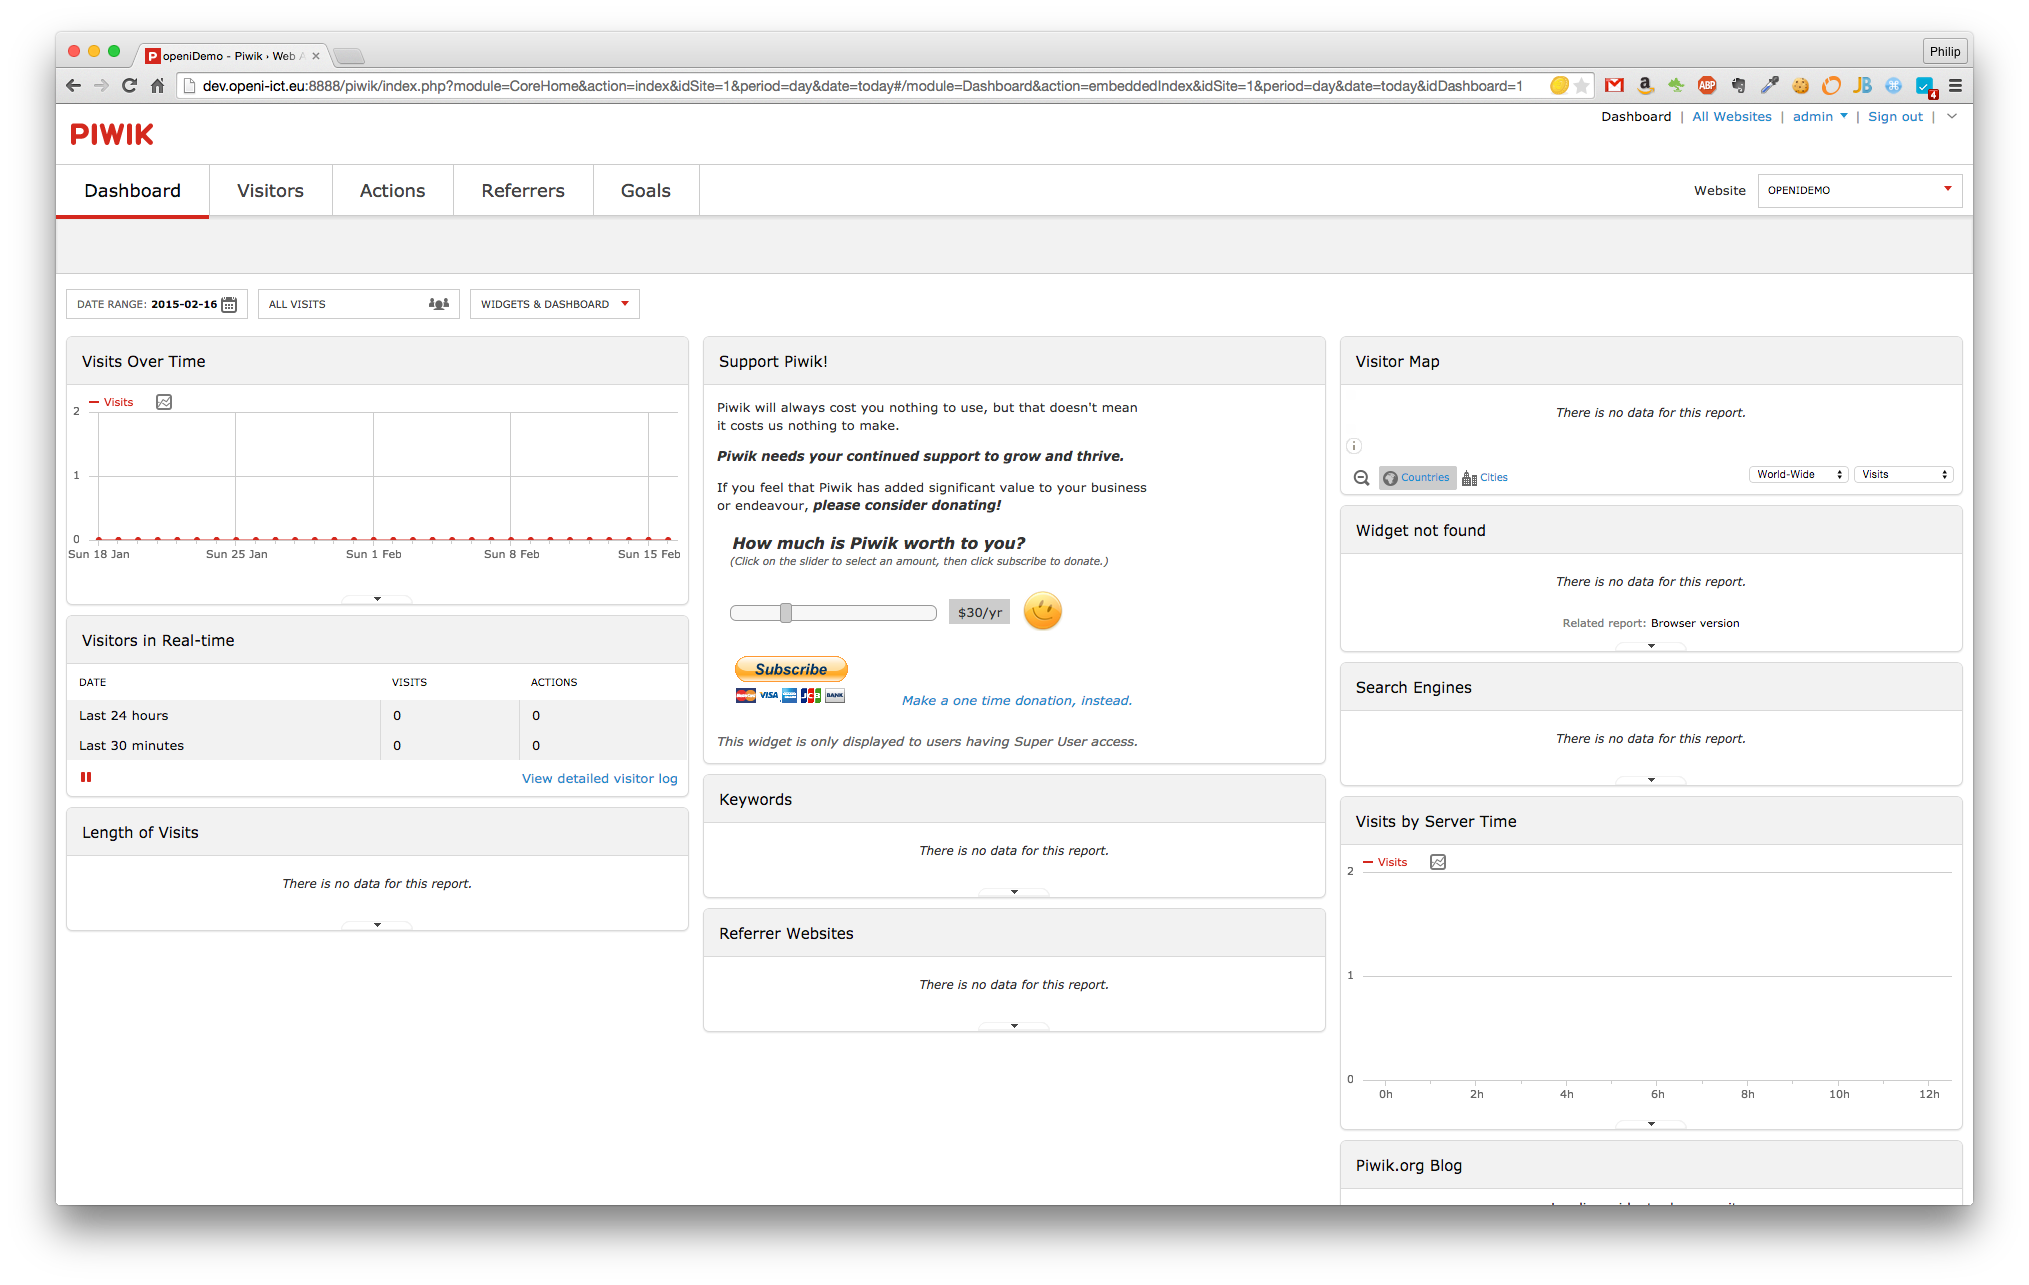 openiDemo - Piwik › Web A
Philip
dev.openi-ict.eu:8888/piwik/index.php?module=CoreHome&action=index&idSite=1&period=day&date=today#/module=Dashboard&action=embeddedIndex&idSite=1&period=day&date=today&idDashboard=1
ABP
JB
4
Dashboard | All Websites | admin | Sign out |
PIWIK
Dashboard
Visitors
Actions
Referrers
Goals
Website
OPENIDEMO
DATE RANGE: 2015-02-16
ALL VISITS
WIDGETS & DASHBOARD
Visits Over Time
Visits
2
1
0
Sun 18 Jan
Sun 25 Jan
Sun 1 Feb
Sun 8 Feb
Sun 15 Feb
Visitors in Real-time
DATE VISITS ACTIONS
Last 24 hours 0 0
Last 30 minutes 0 0
View detailed visitor log
Length of Visits
There is no data for this report.
Support Piwik!
Piwik will always cost you nothing to use, but that doesn't mean
it costs us nothing to make.
Piwik needs your continued support to grow and thrive.
If you feel that Piwik has added significant value to your business
or endeavour, please consider donating!
How much is Piwik worth to you?
(Click on the slider to select an amount, then click subscribe to donate.)
$30/yr
Subscribe
VISA
JCB
BANK
Make a one time donation, instead.
This widget is only displayed to users having Super User access.
Keywords
There is no data for this report.
Referrer Websites
There is no data for this report.
Visitor Map
There is no data for this report.
Countries
Cities
World-Wide
Visits
Widget not found
There is no data for this report.
Related report: Browser version
Search Engines
There is no data for this report.
Visits by Server Time
Visits
2
1
0
0h
2h
4h
6h
8h
10h
12h
Piwik.org Blog